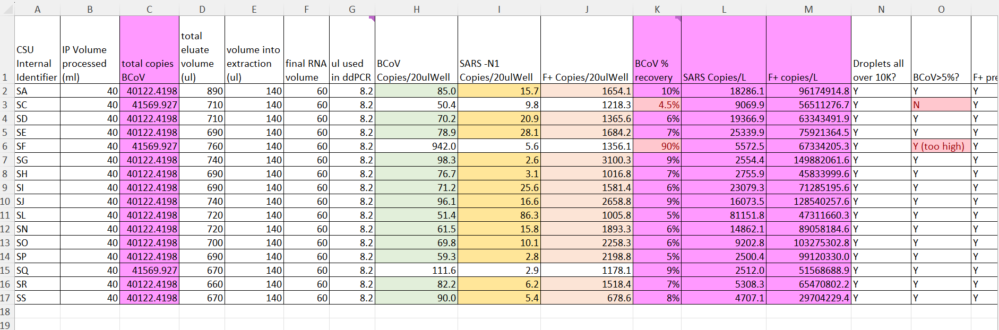 A B C D E F G H I J K L M N O
1 CSU Internal Identifier IP Volume processed (ml) total copies BCoV total eluate volume (ul) volume into extraction (ul) final RNA volume ul used in ddPCR BCoV Copies/20ulWell SARS -N1 Copies/20ulWell F+ Copies/20ulWell BCoV % recovery SARS Copies/L F+ copies/L Droplets all over 10K? BCoV>5%? F+ pre
2 SA 40 40122.4198 890 140 60 8.2 85.0 15.7 1654.1 10% 18286.1 96174914.8 Y Y Y
3 SC 40 41569.927 710 140 60 8.2 50.4 9.8 1218.3 4.5% 9069.9 56511276.7 Y N Y
4 SD 40 40122.4198 710 140 60 8.2 70.2 20.9 1365.6 6% 19366.9 63343491.9 Y Y Y
5 SE 40 40122.4198 690 140 60 8.2 78.9 28.1 1684.2 7% 25339.9 75921364.5 Y Y Y
6 SF 40 41569.927 760 140 60 8.2 942.0 5.6 1356.1 90% 5572.5 67334205.3 Y Y (too high) Y
7 SG 40 40122.4198 740 140 60 8.2 98.3 2.6 3100.3 9% 2554.4 149882061.6 Y Y Y
8 SH 40 40122.4198 690 140 60 8.2 76.7 3.1 1016.8 7% 2755.9 45833999.6 Y Y Y
9 SI 40 40122.4198 690 140 60 8.2 71.2 25.6 1581.4 6% 23079.3 71285195.6 Y Y Y
10 SJ 40 40122.4198 740 140 60 8.2 96.1 16.6 2658.8 9% 16073.5 128540257.6 Y Y Y
11 SL 40 40122.4198 720 140 60 8.2 51.4 86.3 1005.8 5% 81151.8 47311660.3 Y Y Y
12 SN 40 40122.4198 720 140 60 8.2 61.5 15.8 1893.3 6% 14862.1 89058184.6 Y Y Y
13 SO 40 40122.4198 700 140 60 8.2 69.8 10.1 2258.3 6% 9202.8 103275302.8 Y Y Y
14 SP 40 40122.4198 690 140 60 8.2 59.3 2.8 2198.8 5% 2500.4 99120330.0 Y Y Y
15 SQ 40 41569.927 670 140 60 8.2 111.6 2.9 1178.1 9% 2512.0 51568688.9 Y Y Y
16 SR 40 40122.4198 660 140 60 8.2 82.2 6.2 1518.4 7% 5308.3 65470802.2 Y Y Y
17 SS 40 40122.4198 670 140 60 8.2 90.0 5.4 678.6 8% 4707.1 29704229.4 Y Y Y
18
19